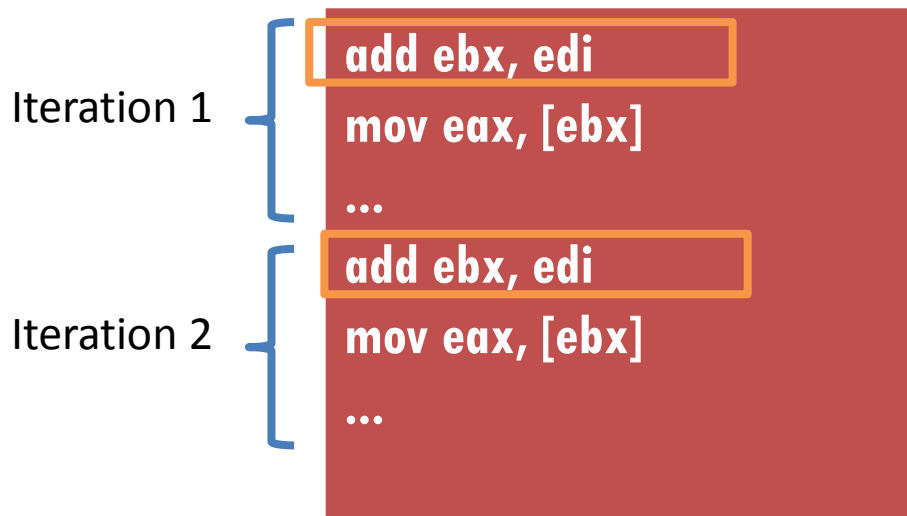 Iteration 1
add ebx, edi
mov eax, [ebx]
...
Iteration 2
add ebx, edi
mov eax, [ebx]
...